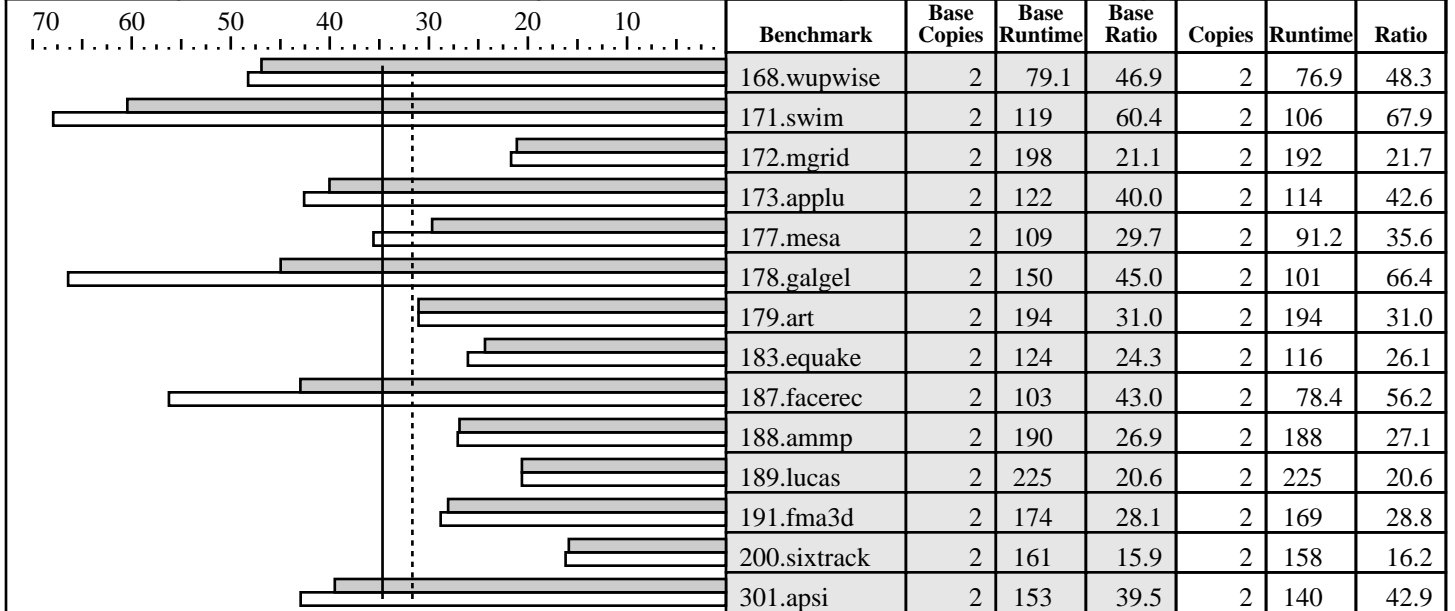 70 60 50 40 30 20 10
Benchmark Base Copies Base Runtime Base Ratio Copies Runtime Ratio
168.wupwise 2 79.1 46.9 2 76.9 48.3
171.swim 2 119 60.4 2 106 67.9
172.mgrid 2 198 21.1 2 192 21.7
173.applu 2 122 40.0 2 114 42.6
177.mesa 2 109 29.7 2 91.2 35.6
178.galgel 2 150 45.0 2 101 66.4
179.art 2 194 31.0 2 194 31.0
183.equake 2 124 24.3 2 116 26.1
187.facerec 2 103 43.0 2 78.4 56.2
188.ammp 2 190 26.9 2 188 27.1
189.lucas 2 225 20.6 2 225 20.6
191.fma3d 2 174 28.1 2 169 28.8
200.sixtrack 2 161 15.9 2 158 16.2
301.apsi 2 153 39.5 2 140 42.9